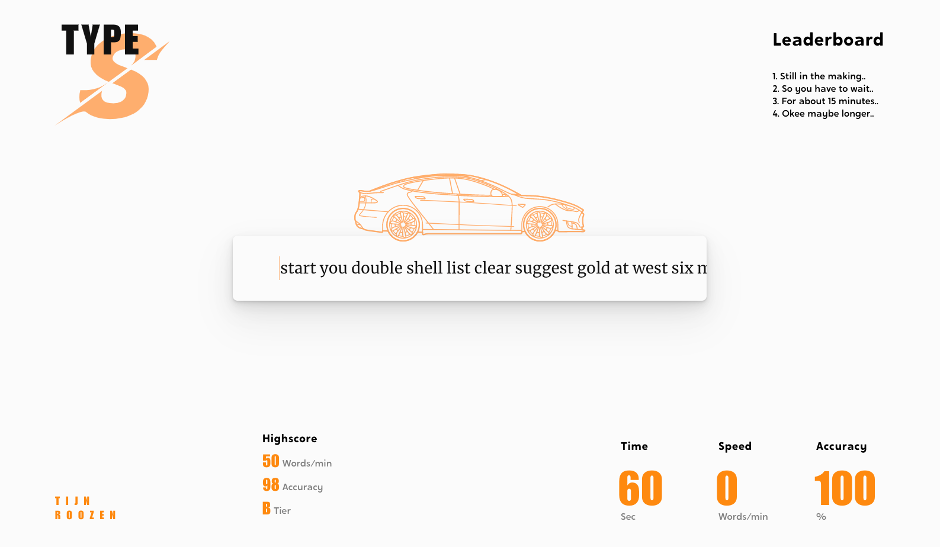 TYPE
S
Leaderboard
1. Still in the making..
2. So you have to wait..
3. For about 15 minutes..
4. Okee maybe longer..
start you double shell list clear suggest gold at west six
Highscore
50 Words/min
98 Accuracy
B Tier
Time
60
Sec
Speed
0
Words/min
Accuracy
100
%
TIJN
ROOZEN